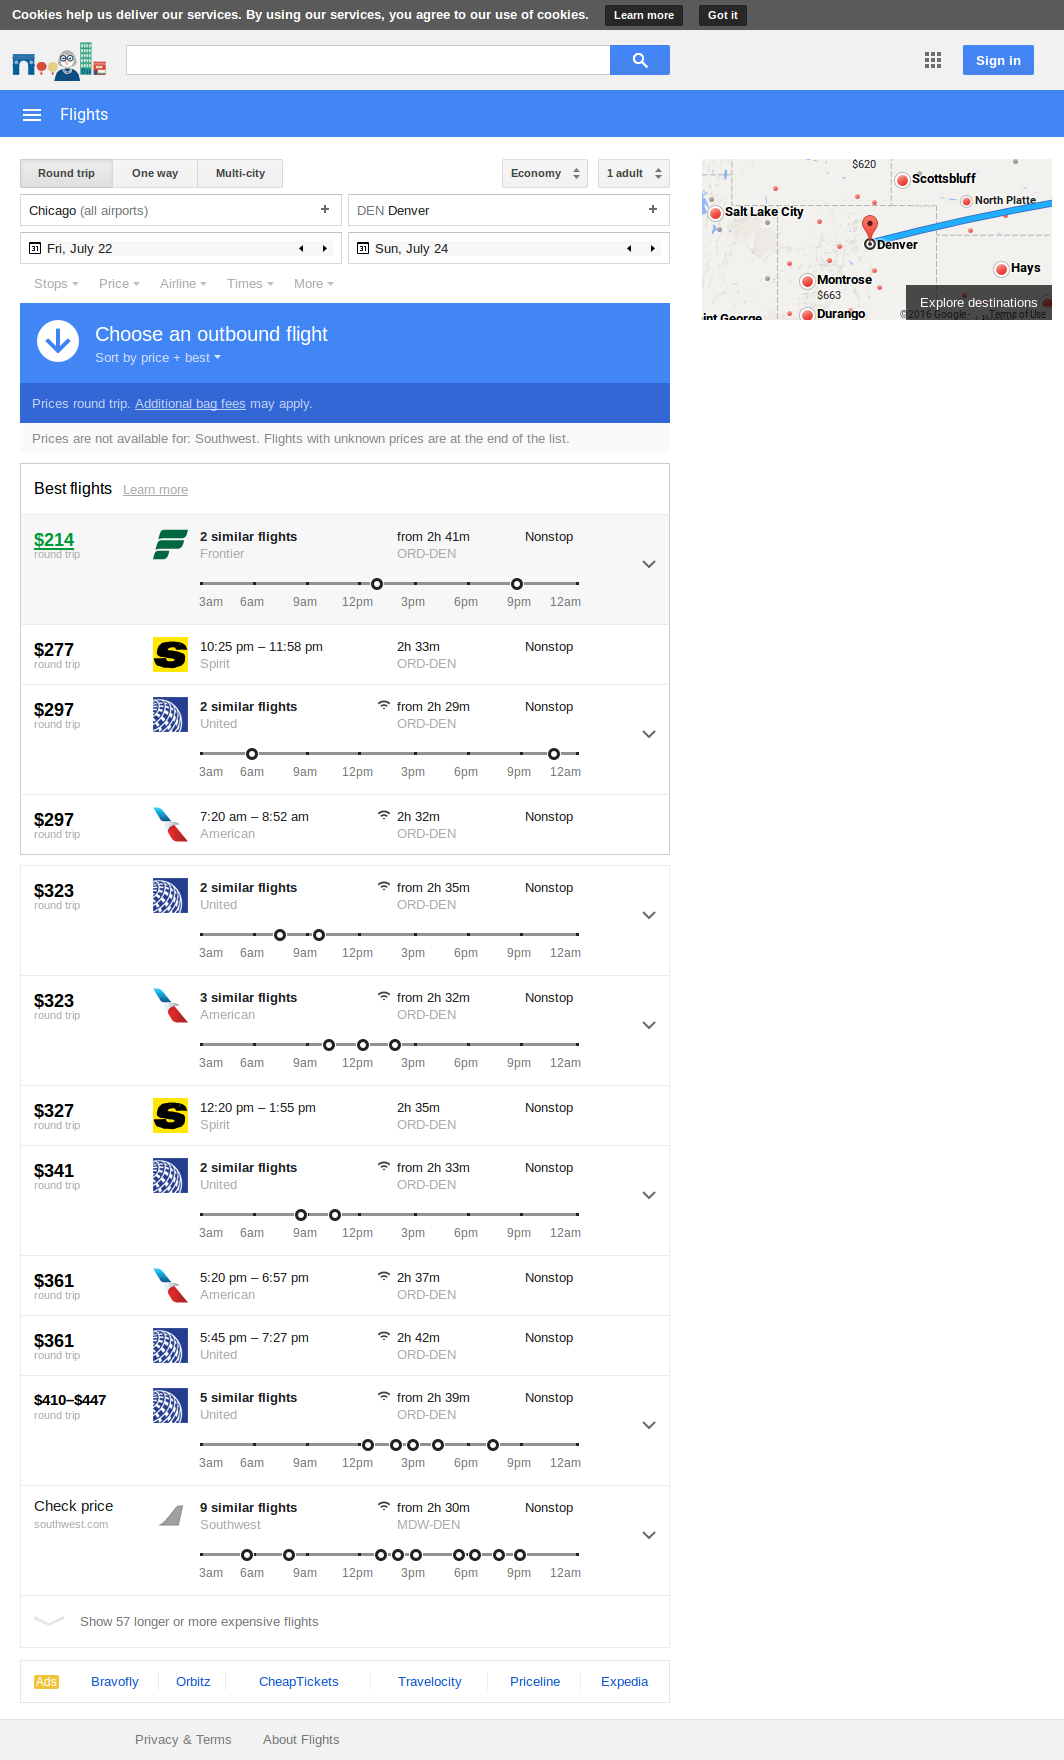 Cookies help us deliver our services. By using our services, you agree to our use of cookies. Learn more Got it
Sign in
Flights
Round trip One way Multi-city Economy 1 adult
Chicago (all airports) + DEN Denver +
31 Fri, July 22 31 Sun, July 24
Stops Price Airline Times More
$620
Scottsbluff
North Platte
Salt Lake City
Denver
Hays
Montrose
$663
Durango
int George
Explore destinations
©2016 Google - Terms of Use
Choose an outbound flight
Sort by price + best
Prices round trip. Additional bag fees may apply.
Prices are not available for: Southwest. Flights with unknown prices are at the end of the list.
Best flights Learn more
$214 2 similar flights from 2h 41m Nonstop
round trip Frontier ORD-DEN
3am 6am 9am 12pm 3pm 6pm 9pm 12am
$277 10:25 pm – 11:58 pm 2h 33m Nonstop
round trip Spirit ORD-DEN
$297 2 similar flights from 2h 29m Nonstop
round trip United ORD-DEN
3am 6am 9am 12pm 3pm 6pm 9pm 12am
$297 7:20 am – 8:52 am 2h 32m Nonstop
round trip American ORD-DEN
$323 2 similar flights from 2h 35m Nonstop
round trip United ORD-DEN
3am 6am 9am 12pm 3pm 6pm 9pm 12am
$323 3 similar flights from 2h 32m Nonstop
round trip American ORD-DEN
3am 6am 9am 12pm 3pm 6pm 9pm 12am
$327 12:20 pm – 1:55 pm 2h 35m Nonstop
round trip Spirit ORD-DEN
$341 2 similar flights from 2h 33m Nonstop
round trip United ORD-DEN
3am 6am 9am 12pm 3pm 6pm 9pm 12am
$361 5:20 pm – 6:57 pm 2h 37m Nonstop
round trip American ORD-DEN
$361 5:45 pm – 7:27 pm 2h 42m Nonstop
round trip United ORD-DEN
$410–$447 5 similar flights from 2h 39m Nonstop
round trip United ORD-DEN
3am 6am 9am 12pm 3pm 6pm 9pm 12am
Check price 9 similar flights from 2h 30m Nonstop
southwest.com Southwest MDW-DEN
3am 6am 9am 12pm 3pm 6pm 9pm 12am
Show 57 longer or more expensive flights
Ads Bravofly Orbitz CheapTickets Travelocity Priceline Expedia
Privacy & Terms About Flights